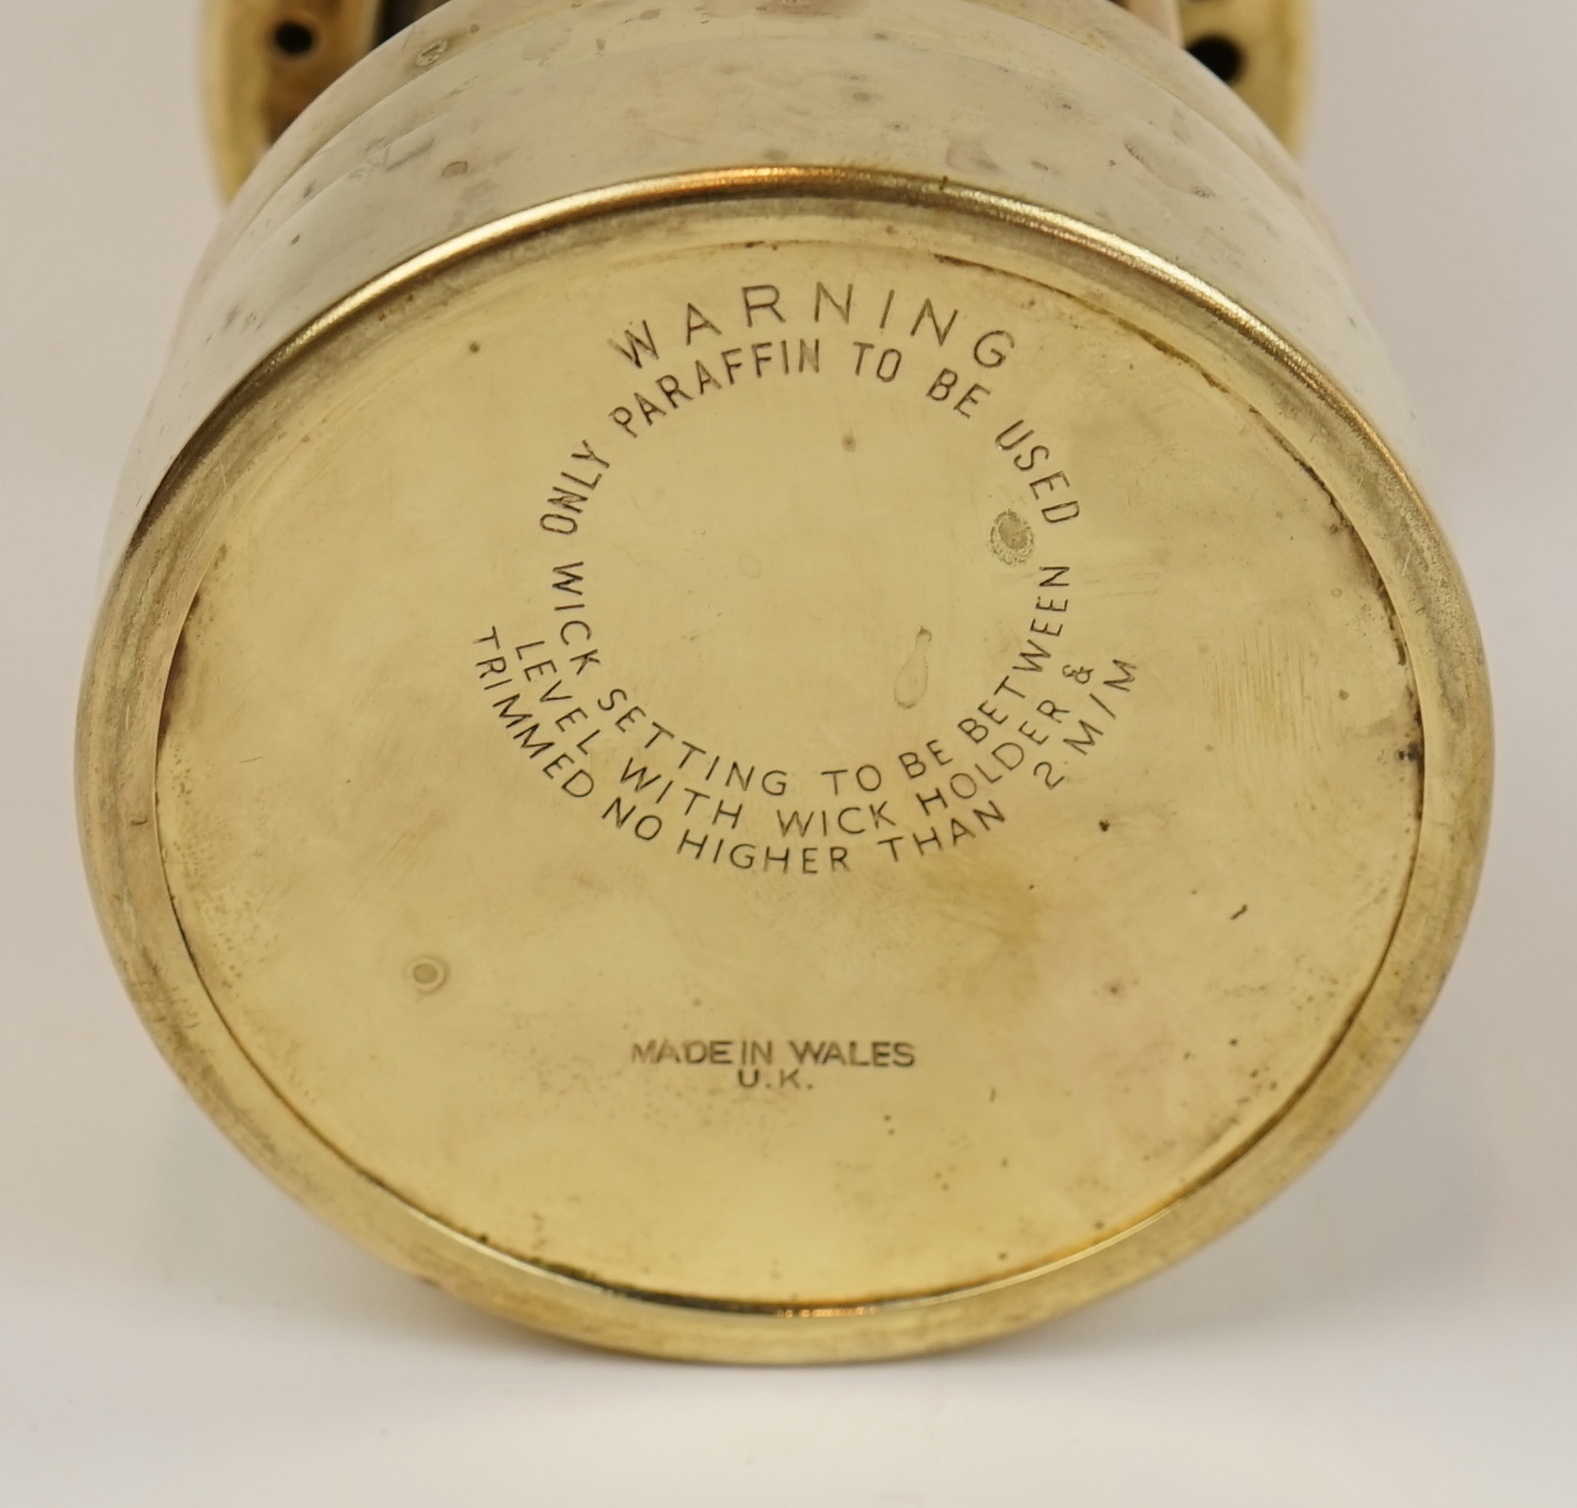 WARNING
ONLY PARAFFIN TO BE USED
WICK SETTING TO BE BETWEEN
LEVEL WITH WICK HOLDER &
TRIMMED NO HIGHER THAN 2 M/M
MADE IN WALES
U.K.